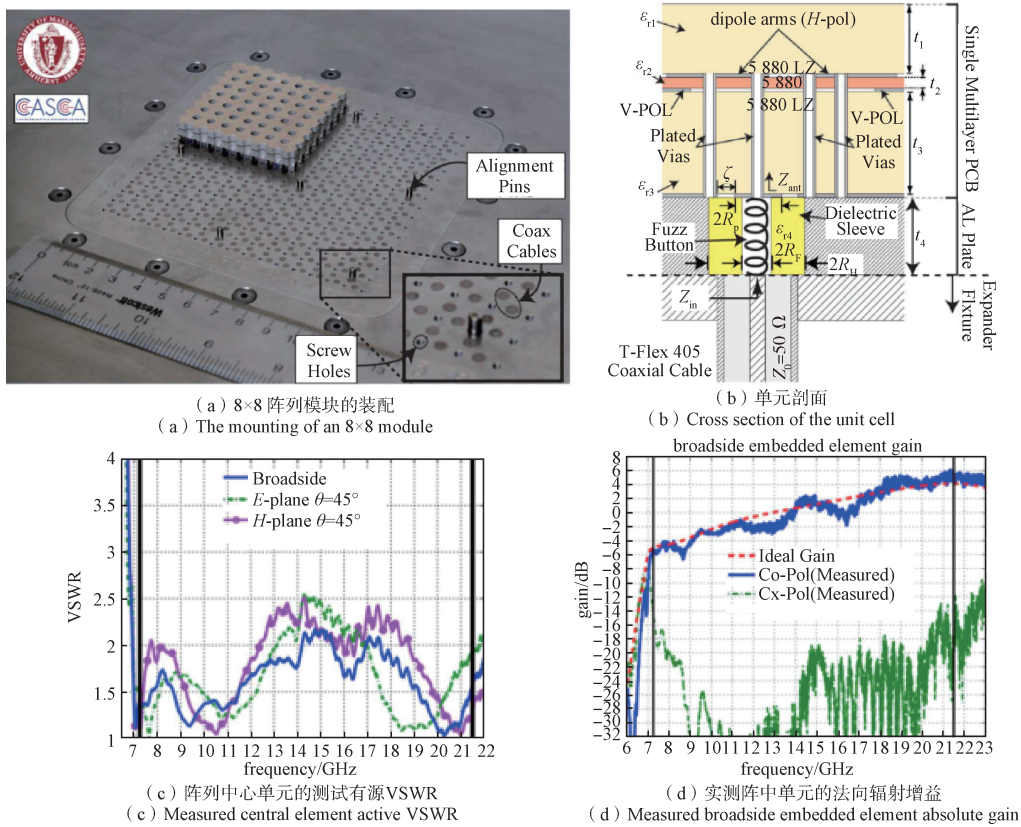 UNIVERSITY OF MASSACHUSETTS
AMHERST 1863
CASCA
Alignment
Pins
Coax
Cables
Screw
Holes
Westcott
(a)8×8 阵列模块的装配
(a) The mounting of an 8×8 module
dipole arms (H-pol)
εr1
εr2
εr3
5 880 LZ
5 880
5 880 LZ
V-POL
V-POL
Plated
Vias
Plated
Vias
ζ
Zant
2Rp
Fuzz
Button
εr4
2RF
Dielectric
Sleeve
2RH
Zin
T-Flex 405
Coaxial Cable
Z0=50 Ω
t1
t2
t3
t4
Single Multilayer PCB
AL Plate
Expander
Fixture
(b)单元剖面
(b) Cross section of the unit cell
4
3.5
3
2.5
2
1.5
1
VSWR
Broadside
E-plane θ=45°
H-plane θ=45°
7 8 9 10 11 12 13 14 15 16 17 18 19 20 21 22
frequency/GHz
(c)阵列中心单元的测试有源VSWR
(c) Measured central element active VSWR
broadside embedded element gain
8
6
4
2
0
−2
−4
−6
−8
−10
−12
−14
−16
−18
−20
−22
−24
−26
−28
−32
gain/dB
Ideal Gain
Co-Pol(Measured)
Cx-Pol(Measured)
6 7 8 9 10 11 12 13 14 15 16 17 18 19 20 21 22 23
frequency/GHz
(d)实测阵中单元的法向辐射增益
(d) Measured broadside embedded element absolute gain